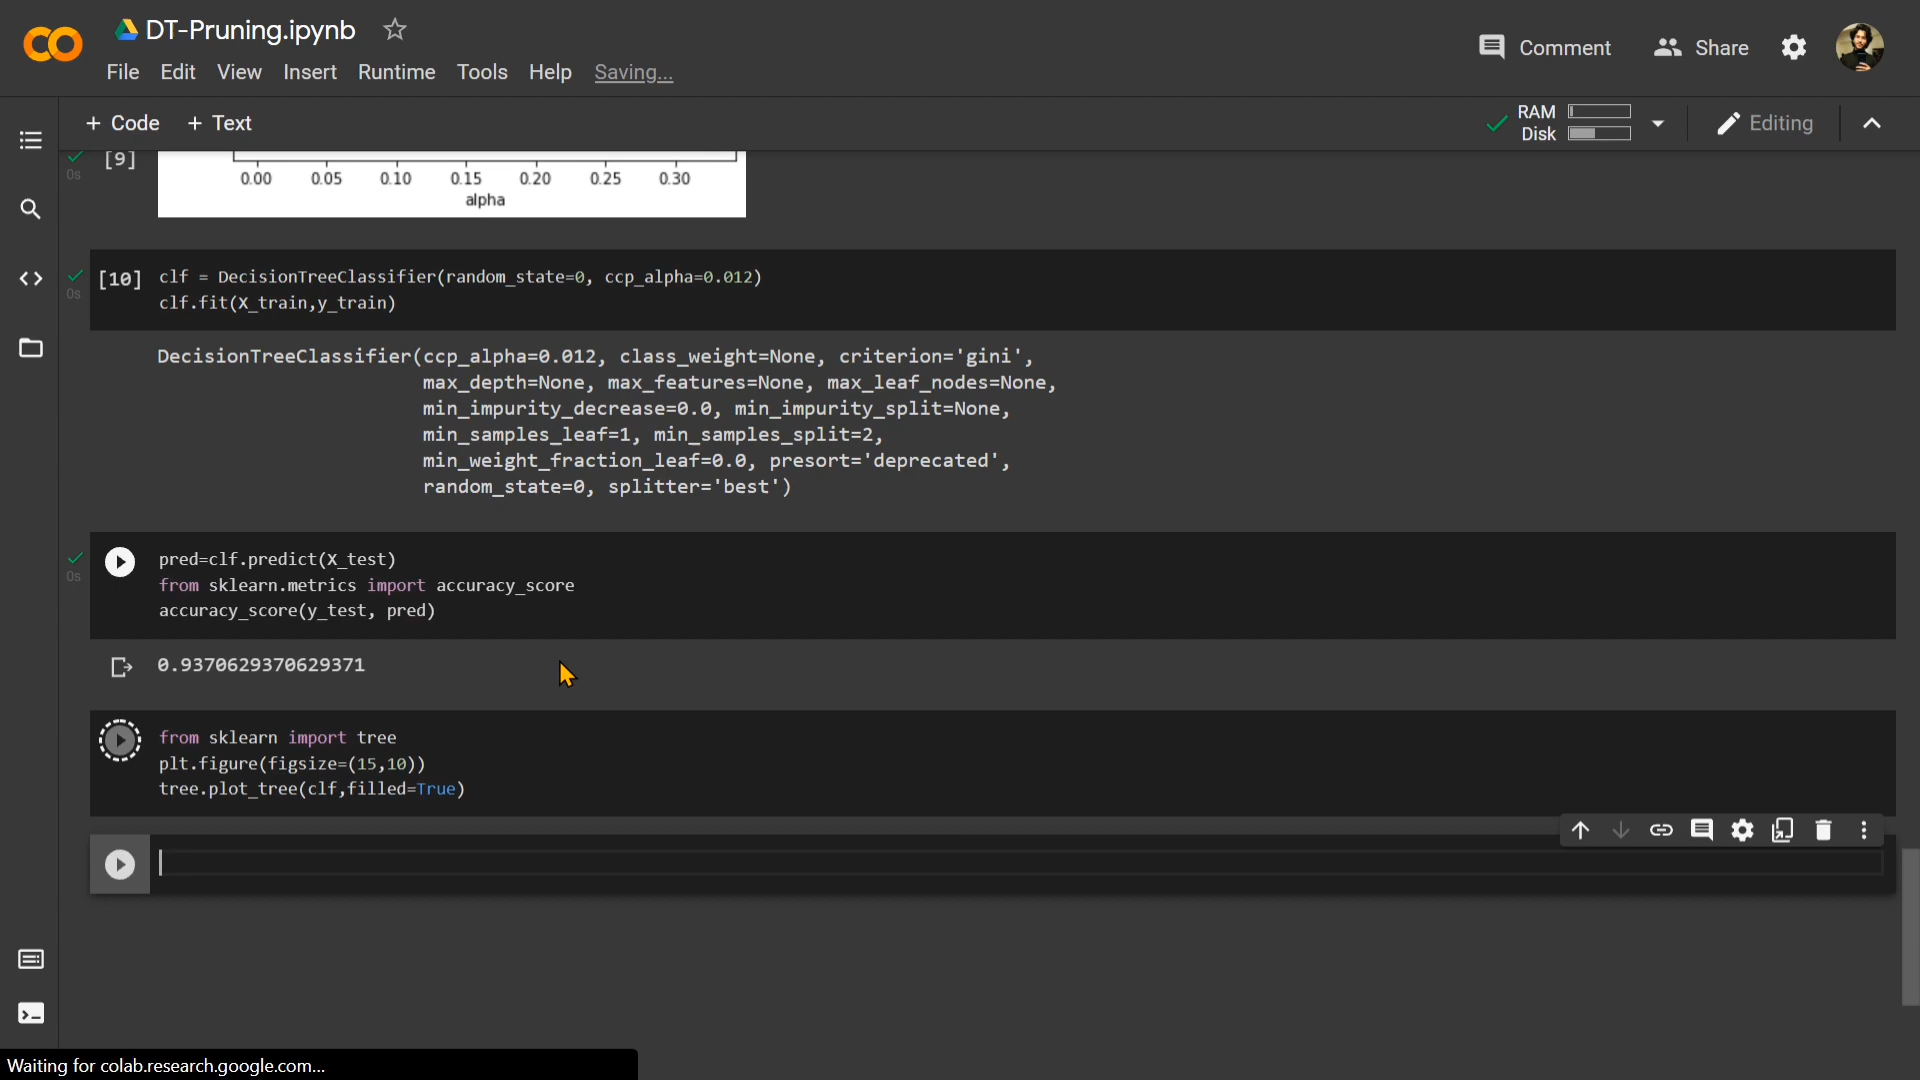 DT-Pruning.ipynb
File Edit View Insert Runtime Tools Help Saving...
Comment Share
+ Code + Text
RAM
Disk
Editing
0s
[9]
0.00 0.05 0.10 0.15 0.20 0.25 0.30
alpha
0s
[10]
clf = DecisionTreeClassifier(random_state=0, ccp_alpha=0.012)
clf.fit(X_train,y_train)
DecisionTreeClassifier(ccp_alpha=0.012, class_weight=None, criterion='gini',
max_depth=None, max_features=None, max_leaf_nodes=None,
min_impurity_decrease=0.0, min_impurity_split=None,
min_samples_leaf=1, min_samples_split=2,
min_weight_fraction_leaf=0.0, presort='deprecated',
random_state=0, splitter='best')
0s
pred=clf.predict(X_test)
from sklearn.metrics import accuracy_score
accuracy_score(y_test, pred)
0.9370629370629371
from sklearn import tree
plt.figure(figsize=(15,10))
tree.plot_tree(clf,filled=True)
Waiting for colab.research.google.com...